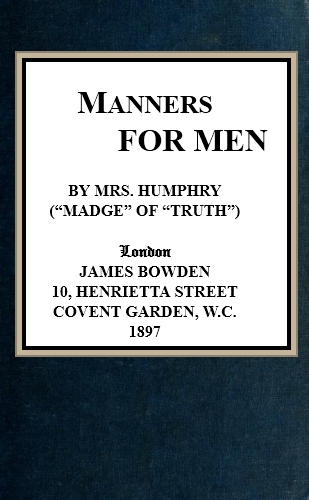 MANNERS
FOR MEN
BY MRS. HUMPHRY
(“MADGE” OF “TRUTH”)
London
JAMES BOWDEN
10, HENRIETTA STREET
COVENT GARDEN, W.C.
1897